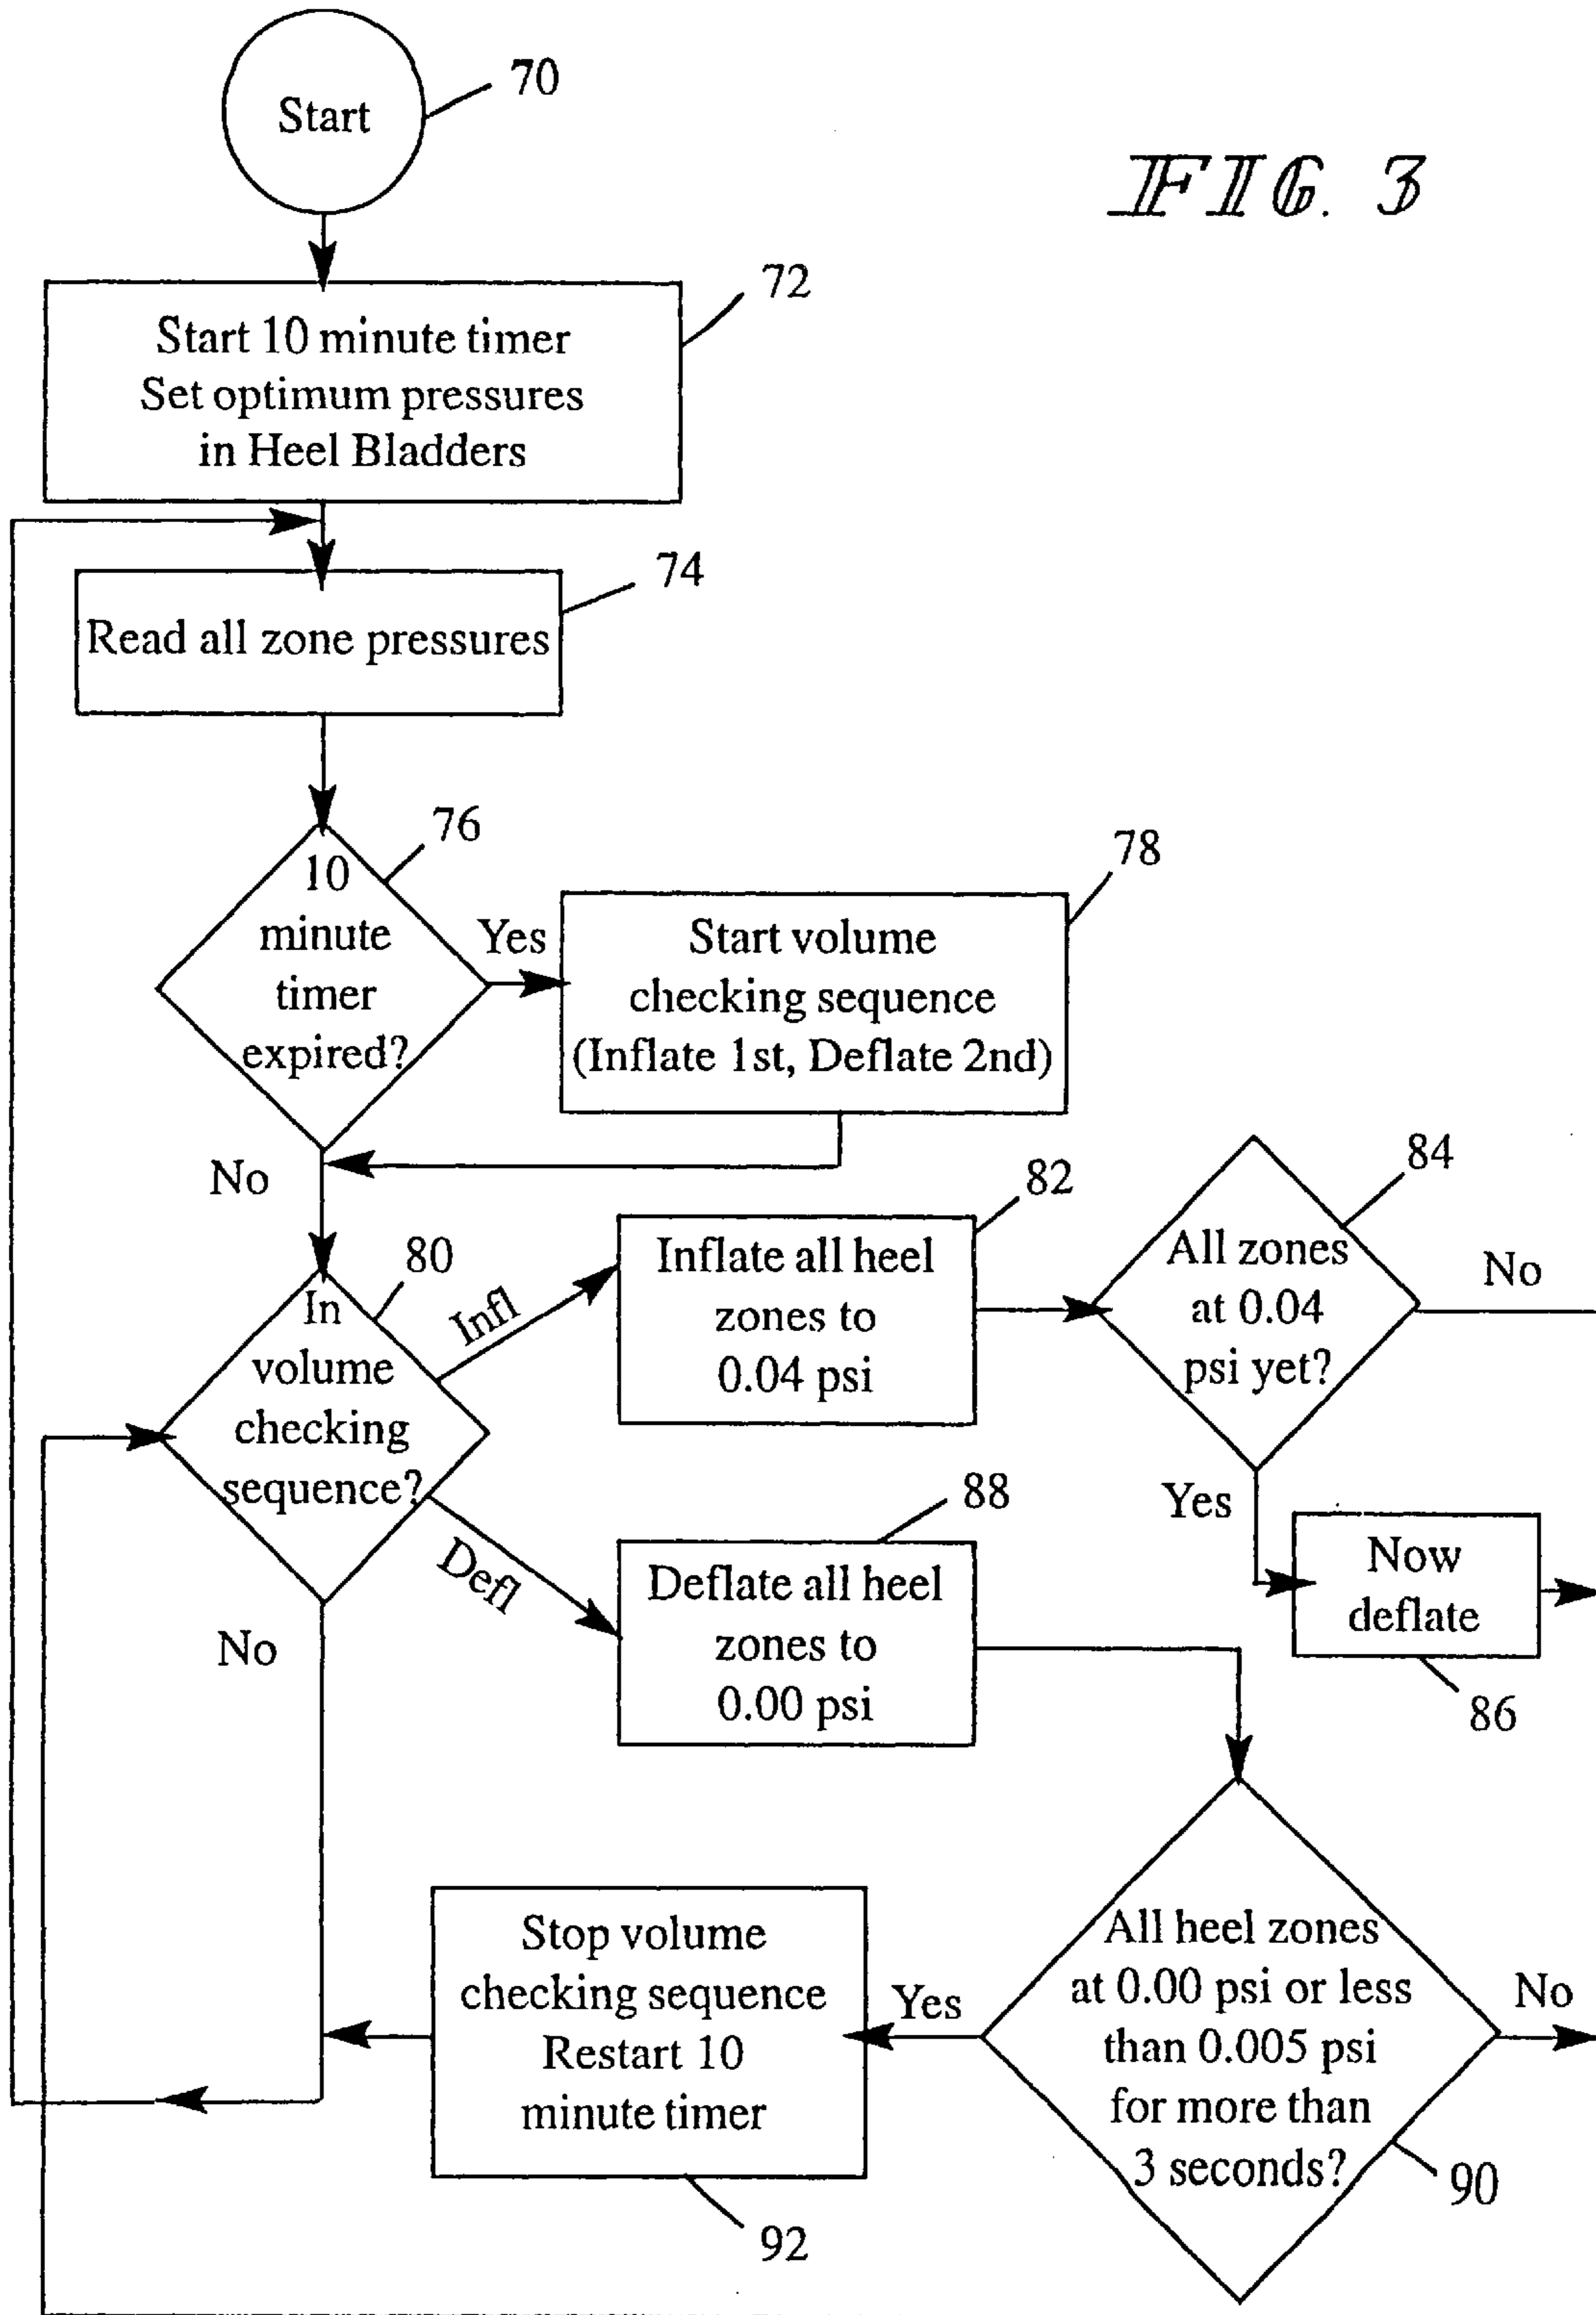 Start
70
FIG. 3
72
Start 10 minute timer
Set optimum pressures
in Heel Bladders
74
Read all zone pressures
76
10
minute
timer
expired?
Yes
78
Start volume
checking sequence
(Inflate 1st, Deflate 2nd)
No
80
In
volume
checking
sequence?
Infl
82
Inflate all heel
zones to
0.04 psi
84
All zones
at 0.04
psi yet?
No
Yes
Now
deflate
86
Defl
88
Deflate all heel
zones to
0.00 psi
No
All heel zones
at 0.00 psi or less
than 0.005 psi
for more than
3 seconds?
90
No
Yes
Stop volume
checking sequence
Restart 10
minute timer
92